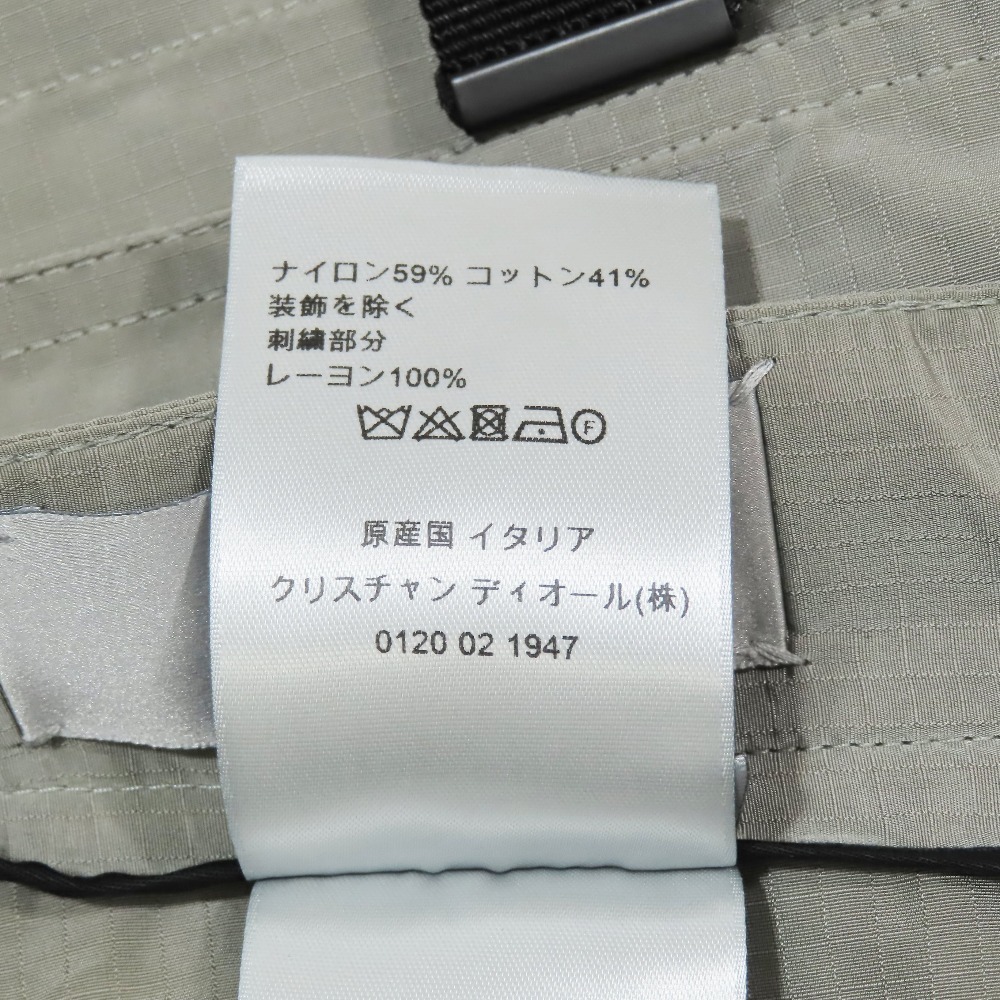 ナイロン59% コットン41%
装飾を除く
刺繍部分
レーヨン100%
F
原産国 イタリア
クリスチャン ディオール(株)
0120 02 1947